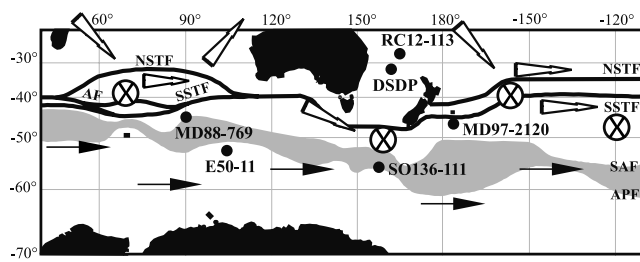 60° 90° 120° 150° 180° -150° -120°
-30°
-40°
-50°
-60°
-70°
RC12-113
NSTF
NSTF
DSDP
AF
SSTF
SSTF
MD88-769
MD97-2120
E50-11
SO136-111
SAF
APF